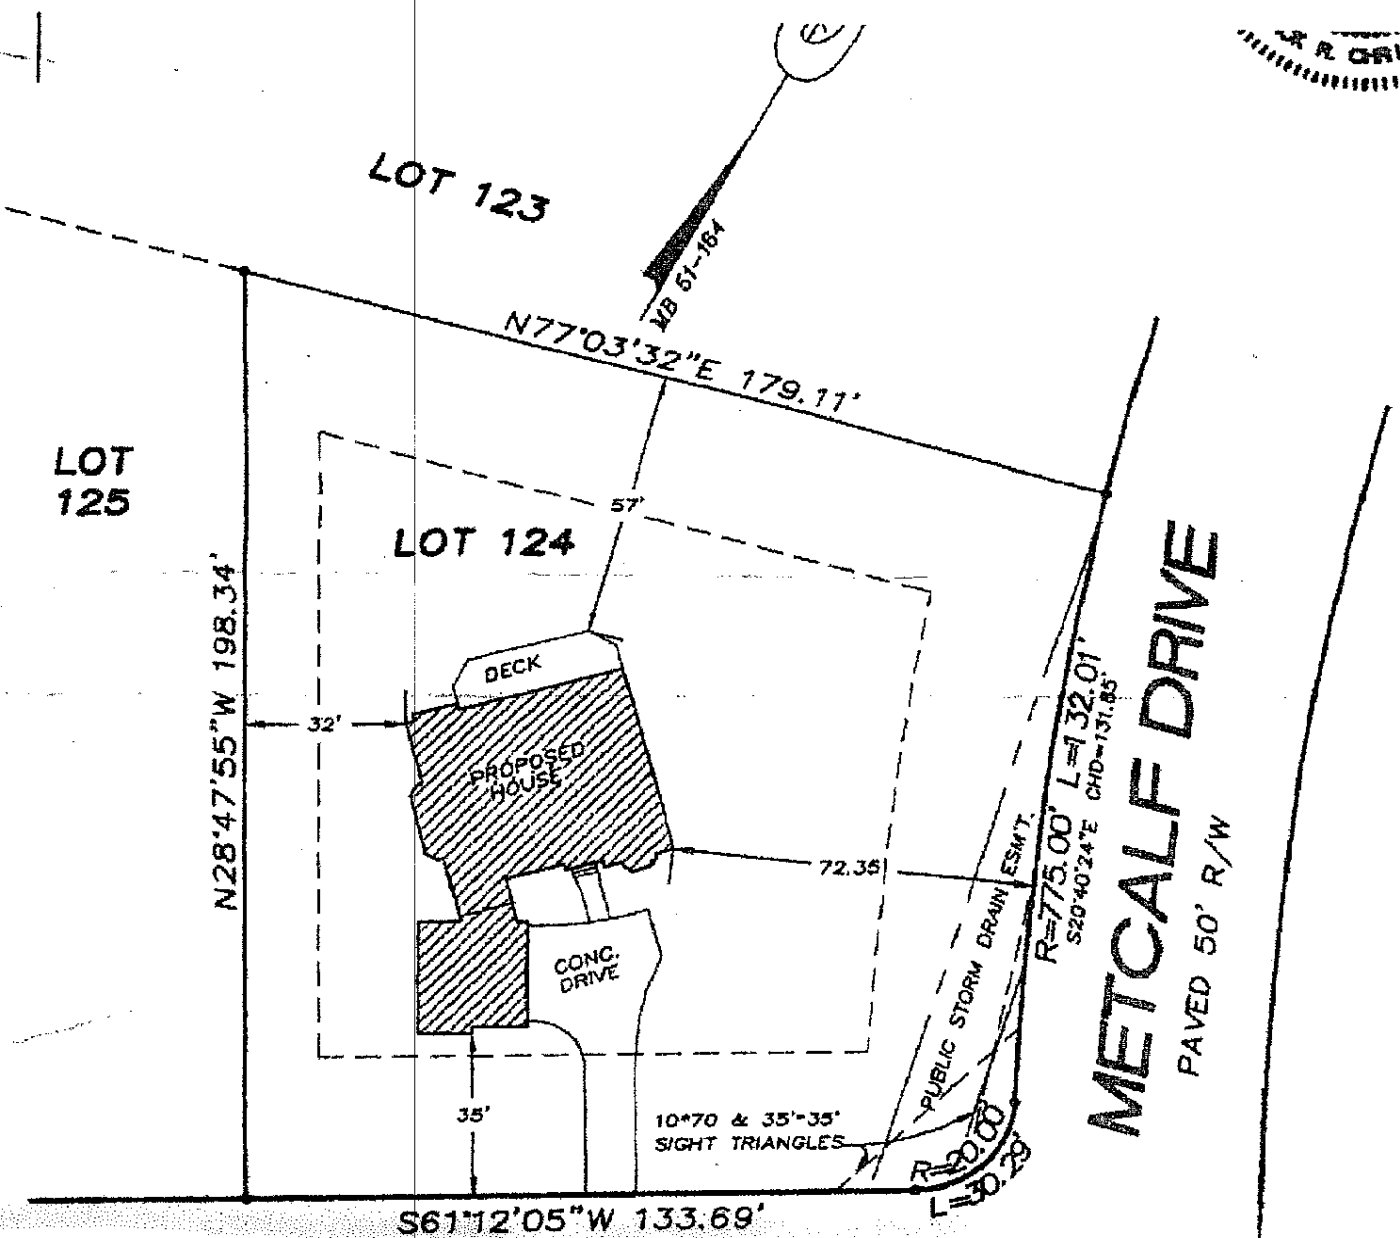 R. CHRI
LOT 123
MB 51-164
N77°03'32"E 179.11'
LOT
125
57'
LOT 124
N28°47'55"W 198.34'
DECK
32'
PROPOSED
HOUSE
72.35'
R=775.00' L=132.01'
S20°40'24"E CHD=131.85'
METCALF DRIVE
PAVED 50' R/W
PUBLIC STORM DRAIN ESM'T.
CONC.
DRIVE
35'
10*70 & 35'-35'
SIGHT TRIANGLES
R=20.00'
L=30.29'
S61°12'05"W 133.69'